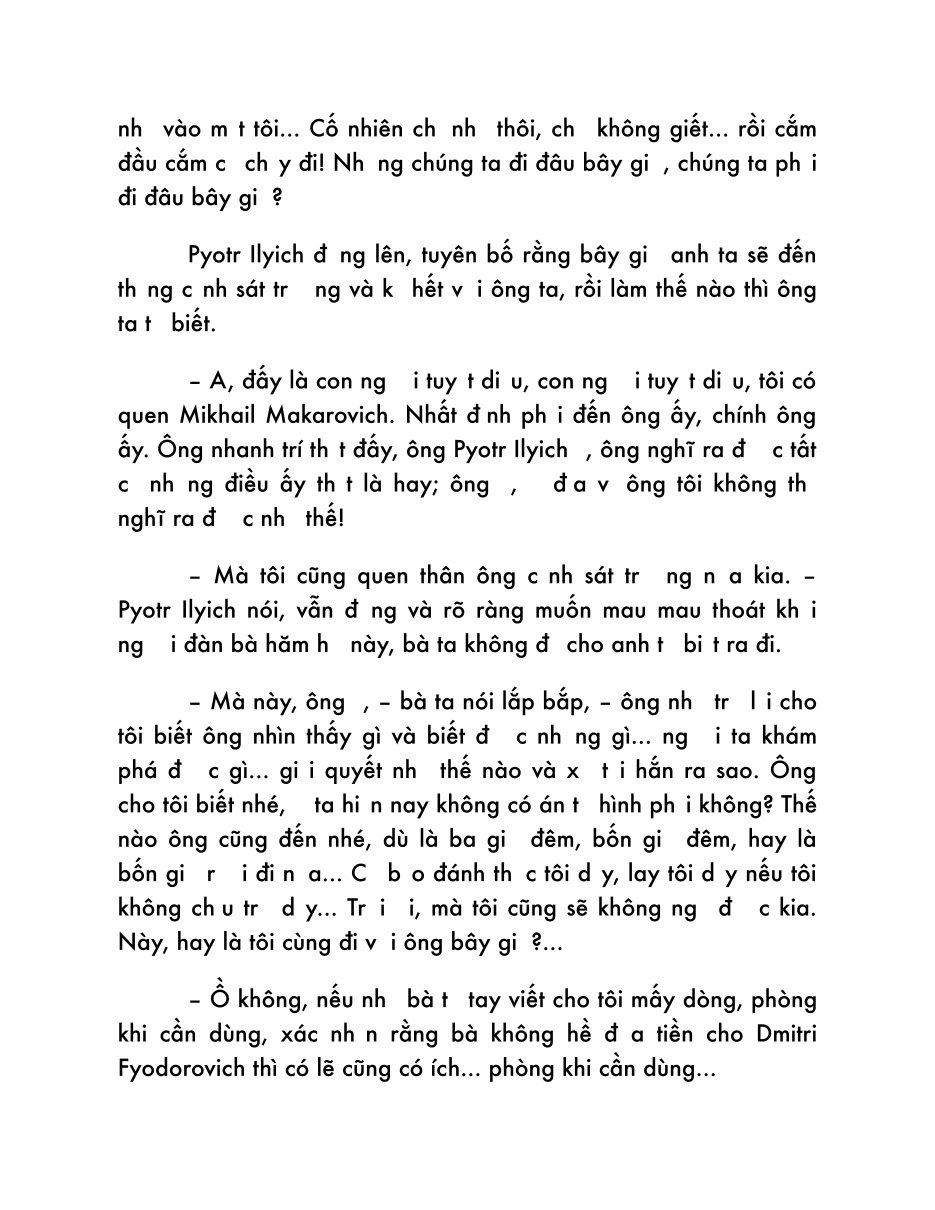 nh vào m t tôi... Cố nhiên ch nh thôi, ch không giết... rồi cắm
đầu cắm c ch y đi! Nh ng chúng ta đi đâu bây gi , chúng ta ph i
đi đâu bây gi ?
Pyotr Ilyich đ ng lên, tuyên bố rằng bây gi anh ta sẽ đến
th ng c nh sát tr ng và k hết v i ông ta, rồi làm thế nào thì ông
ta t biết.
– A, đấy là con ng i tuy t di u, con ng i tuy t di u, tôi có
quen Mikhail Makarovich. Nhất đ nh ph i đến ông ấy, chính ông
ấy. Ông nhanh trí th t đấy, ông Pyotr Ilyich , ông nghĩ ra đ c tất
c nh ng điều ấy th t là hay; ông , đ a v ông tôi không th
nghĩ ra đ c nh thế!
– Mà tôi cũng quen thân ông c nh sát tr ng n a kia. –
Pyotr Ilyich nói, vẫn đ ng và rõ ràng muốn mau mau thoát kh i
ng i đàn bà hăm h này, bà ta không đ cho anh t bi t ra đi.
– Mà này, ông , – bà ta nói lắp bắp, – ông nh tr l i cho
tôi biết ông nhìn thấy gì và biết đ c nh ng gì... ng i ta khám
phá đ c gì... gi i quyết nh thế nào và x t i hắn ra sao. Ông
cho tôi biết nhé, ta hi n nay không có án t hình ph i không? Thế
nào ông cũng đến nhé, dù là ba gi đêm, bốn gi đêm, hay là
bốn gi r i đi n a... C b o đánh th c tôi d y, lay tôi d y nếu tôi
không ch u tr d y... Tr i i, mà tôi cũng sẽ không ng đ c kia.
Này, hay là tôi cùng đi v i ông bây gi ?...
– Ồ không, nếu nh bà t tay viết cho tôi mấy dòng, phòng
khi cần dùng, xác nh n rằng bà không hề đ a tiền cho Dmitri
Fyodorovich thì có lẽ cũng có ích... phòng khi cần dùng...